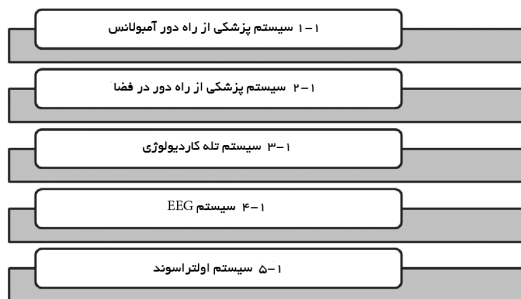 ۱-۱ سیستم پزشکی از راه دور آمبولانس
۲-۱ سیستم پزشکی از راه دور در فضا
۳-۱ سیستم تله کاردیولوژی
۴-۱ سیستم EEG
۵-۱ سیستم اولتراسوند